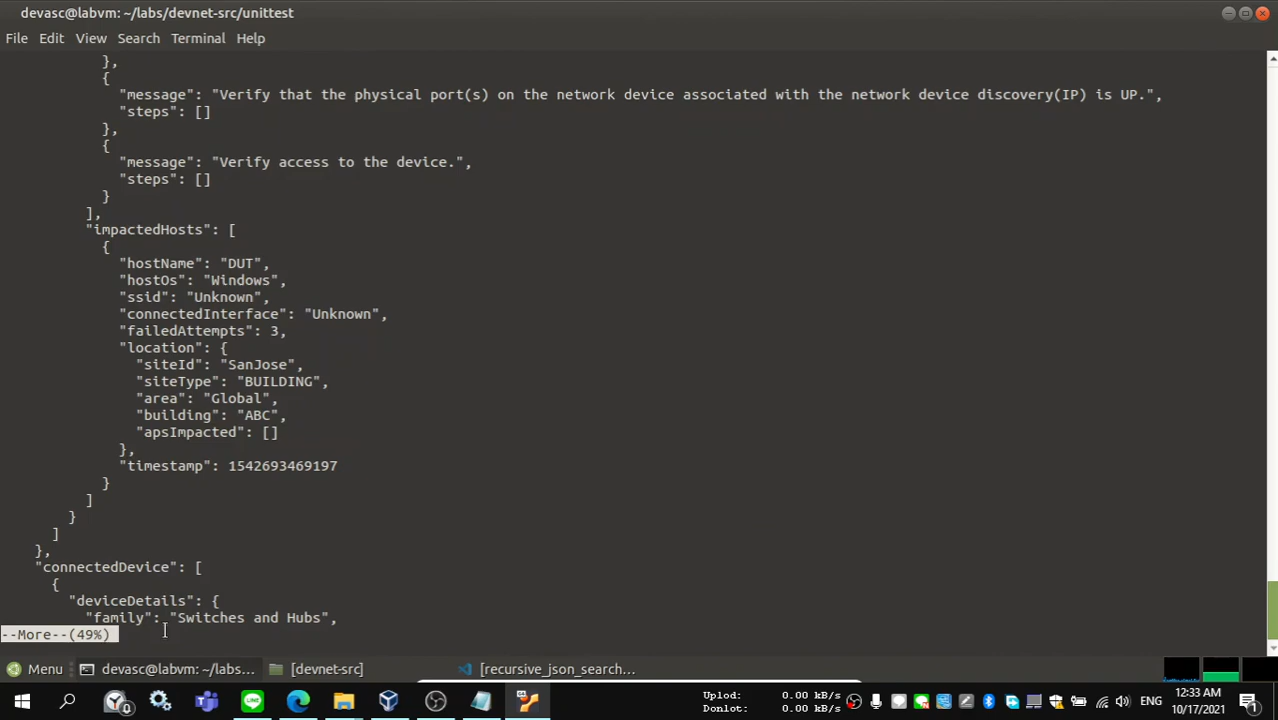 devasc@labvm: ~/labs/devnet-src/unittest
File Edit View Search Terminal Help
},
{
"message": "Verify that the physical port(s) on the network device associated with the network device discovery(IP) is UP.",
"steps": []
},
{
"message": "Verify access to the device.",
"steps": []
}
],
"impactedHosts": [
{
"hostName": "DUT",
"hostOs": "Windows",
"ssid": "Unknown",
"connectedInterface": "Unknown",
"failedAttempts": 3,
"location": {
"siteId": "SanJose",
"siteType": "BUILDING",
"area": "Global",
"building": "ABC",
"apsImpacted": []
},
"timestamp": 1542693469197
}
]
}
]
},
"connectedDevice": [
{
"deviceDetails": {
"family": "Switches and Hubs",
--More--(49%)
Menu devasc@labvm: ~/labs... [devnet-src] [recursive_json_search...
Uplod: 0.00 kB/s
Donlot: 0.00 kB/s
ENG
12:33 AM
10/17/2021